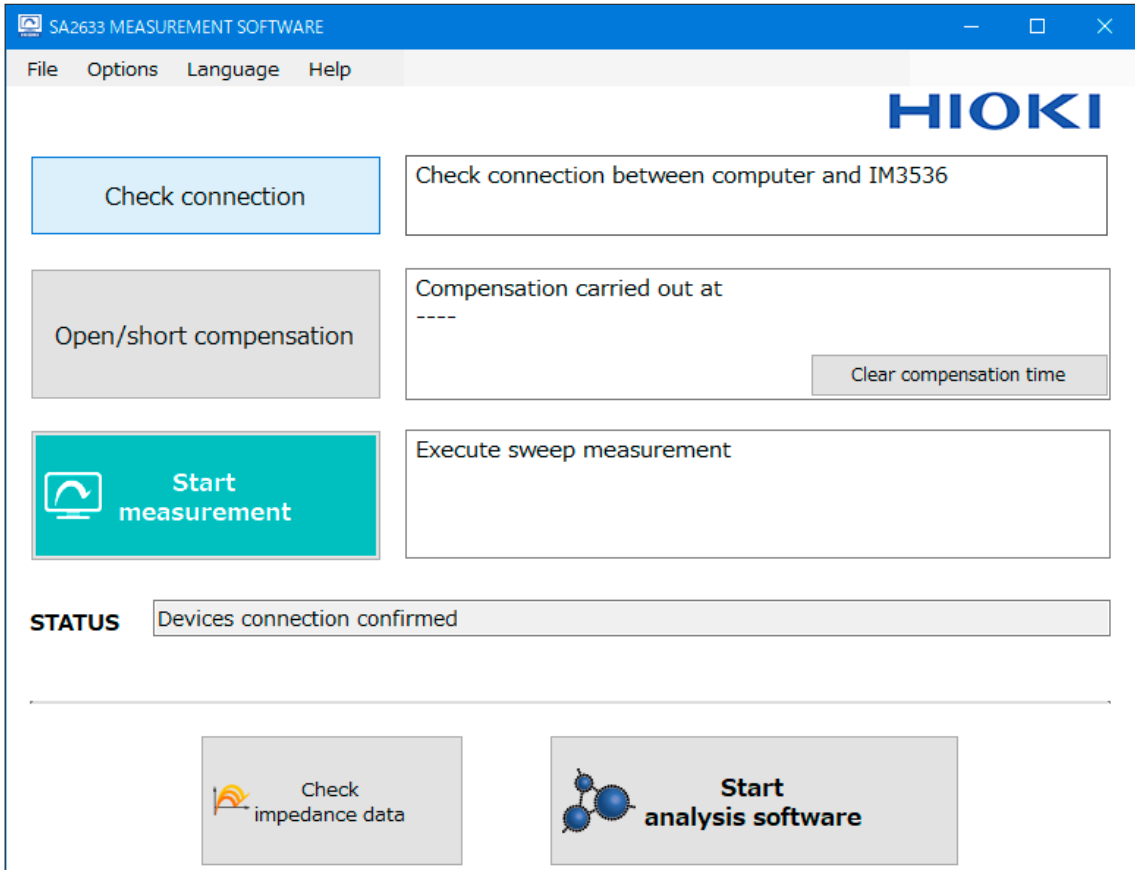 SA2633 MEASUREMENT SOFTWARE
File Options Language Help
HIOKI
Check connection
Check connection between computer and IM3536
Open/short compensation
Compensation carried out at
----
Clear compensation time
Start
measurement
Execute sweep measurement
STATUS
Devices connection confirmed
Check
impedance data
Start
analysis software